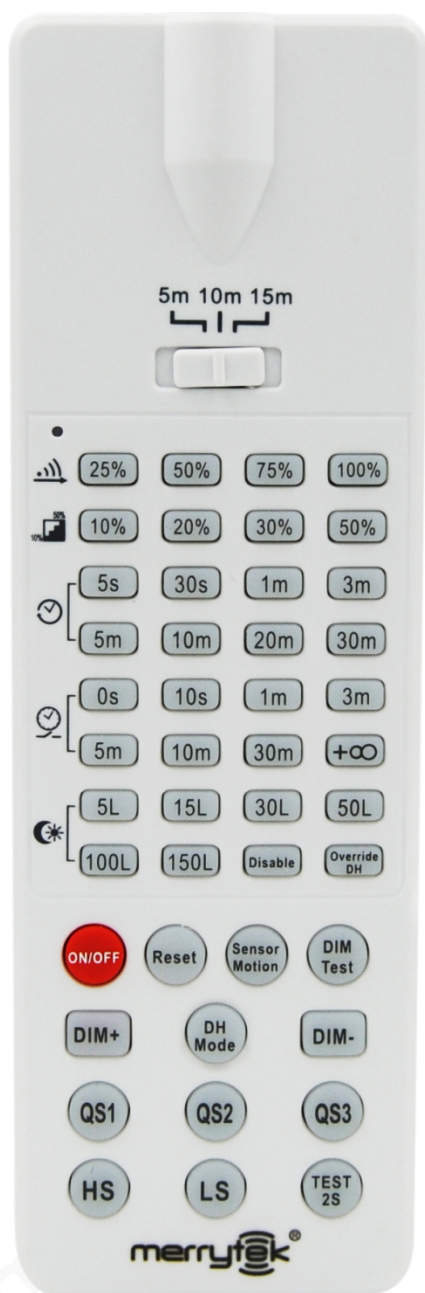 5m 10m 15m
25% 50% 75% 100%
50%
10%
10% 20% 30% 50%
5s 30s 1m 3m
5m 10m 20m 30m
0s 10s 1m 3m
5m 10m 30m +∞
5L 15L 30L 50L
100L 150L Disable Override DH
ON/OFF Reset Sensor Motion DIM Test
DIM+ DH Mode DIM-
QS1 QS2 QS3
HS LS TEST 2S
merrytek®